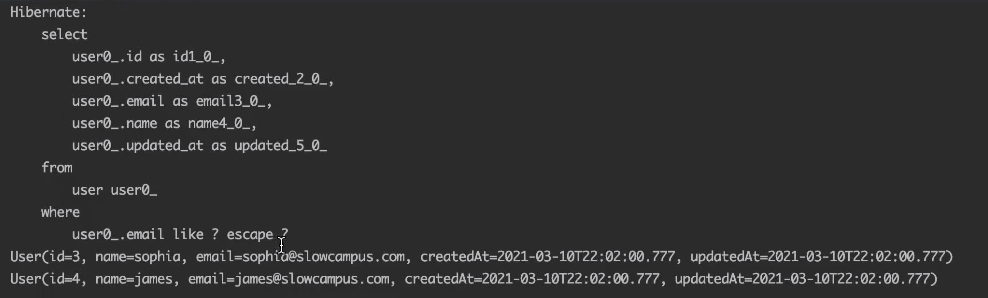 Hibernate:
select
user0_.id as id1_0_,
user0_.created_at as created_2_0_,
user0_.email as email3_0_,
user0_.name as name4_0_,
user0_.updated_at as updated_5_0_
from
user user0_
where
user0_.email like ? escape ?
User(id=3, name=sophia, email=sophia@slowcampus.com, createdAt=2021-03-10T22:02:00.777, updatedAt=2021-03-10T22:02:00.777)
User(id=4, name=james, email=james@slowcampus.com, createdAt=2021-03-10T22:02:00.777, updatedAt=2021-03-10T22:02:00.777)